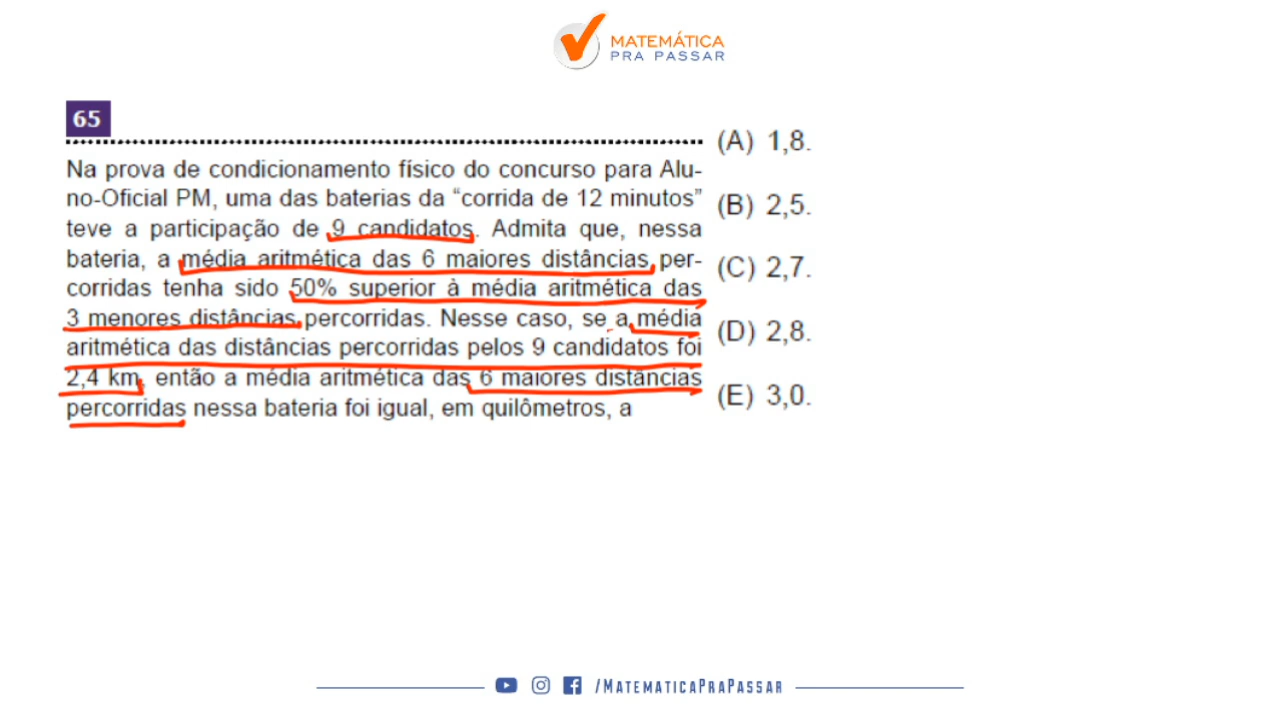 MATEMÁTICA
PRA PASSAR
65
Na prova de condicionamento físico do concurso para Alu-
no-Oficial PM, uma das baterias da “corrida de 12 minutos”
teve a participação de 9 candidatos. Admita que, nessa
bateria, a média aritmética das 6 maiores distâncias per-
corridas tenha sido 50% superior à média aritmética das
3 menores distâncias percorridas. Nesse caso, se a média
aritmética das distâncias percorridas pelos 9 candidatos foi
2,4 km, então a média aritmética das 6 maiores distâncias
percorridas nessa bateria foi igual, em quilômetros, a
(A) 1,8.
(B) 2,5.
(C) 2,7.
(D) 2,8.
(E) 3,0.
/MATEMATICAPRAPASSAR